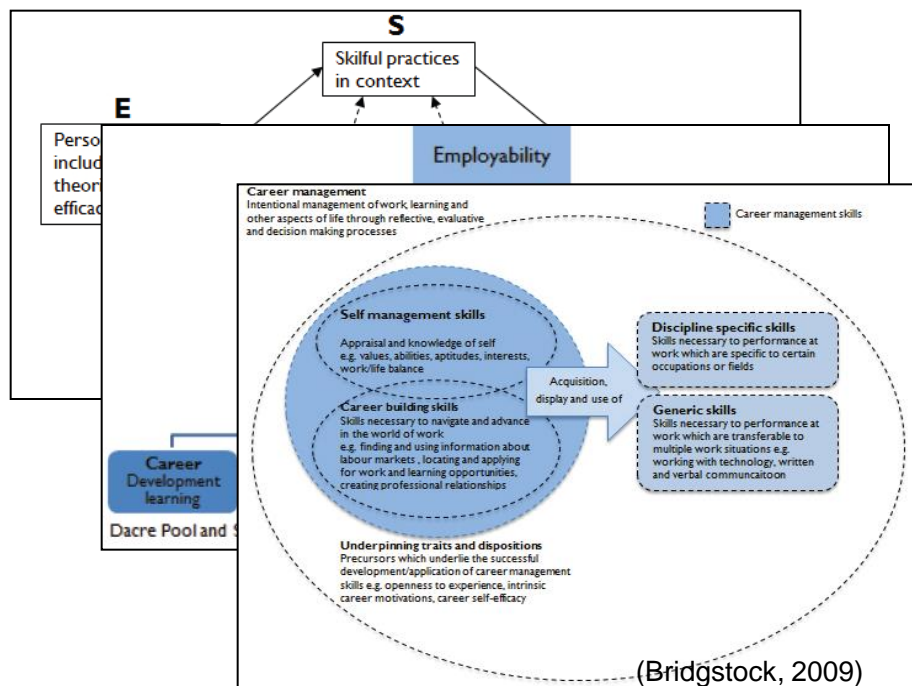 S
Skilful practices
in context
E
Perso
includ
theori
efficac
Employability
Career
Development
learning
Dacre Pool and S
Career management
Intentional management of work, learning and
other aspects of life through reflective, evaluative
and decision making processes
Career management skills
Self management skills
Appraisal and knowledge of self
e.g. values, abilities, aptitudes, interests,
work/life balance
Career building skills
Skills necessary to navigate and advance
in the world of work
e.g. finding and using information about
labour markets , locating and applying
for work and learning opportunities,
creating professional relationships
Acquisition,
display and use of
Discipline specific skills
Skills necessary to performance at
work which are specific to certain
occupations or fields
Generic skills
Skills necessary to performance at
work which are transferable to
multiple work situations e.g.
working with technology, written
and verbal communcaitoon
Underpinning traits and dispositions
Precursors which underlie the successful
development/application of career management
skills e.g. openness to experience, intrinsic
career motivations, career self-efficacy
(Bridgstock, 2009)